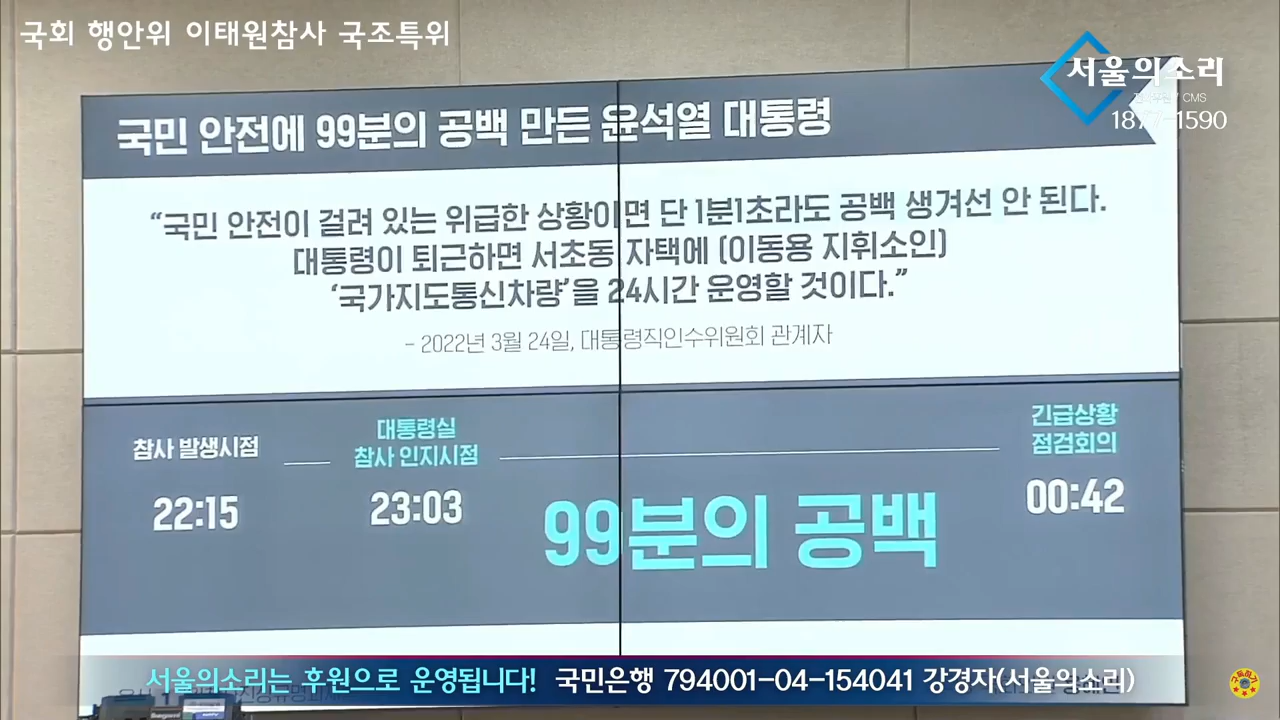 국회 행안위 이태원참사 국조특위
서울의소리
/ CMS
1877-1590
국민 안전에 99분의 공백 만든 윤석열 대통령
“국민 안전이 걸려 있는 위급한 상황이면 단 1분1초라도 공백 생겨선 안 된다.
대통령이 퇴근하면 서초동 자택에 (이동용 지휘소인)
‘국가지도통신차량’을 24시간 운영할 것이다.”
- 2022년 3월 24일, 대통령직인수위원회 관계자
참사 발생시점
22:15
대통령실
참사 인지시점
23:03
99분의 공백
긴급상황
점검회의
00:42
서울의소리는 후원으로 운영됩니다! 국민은행 794001-04-154041 강경자(서울의소리)
구독하기